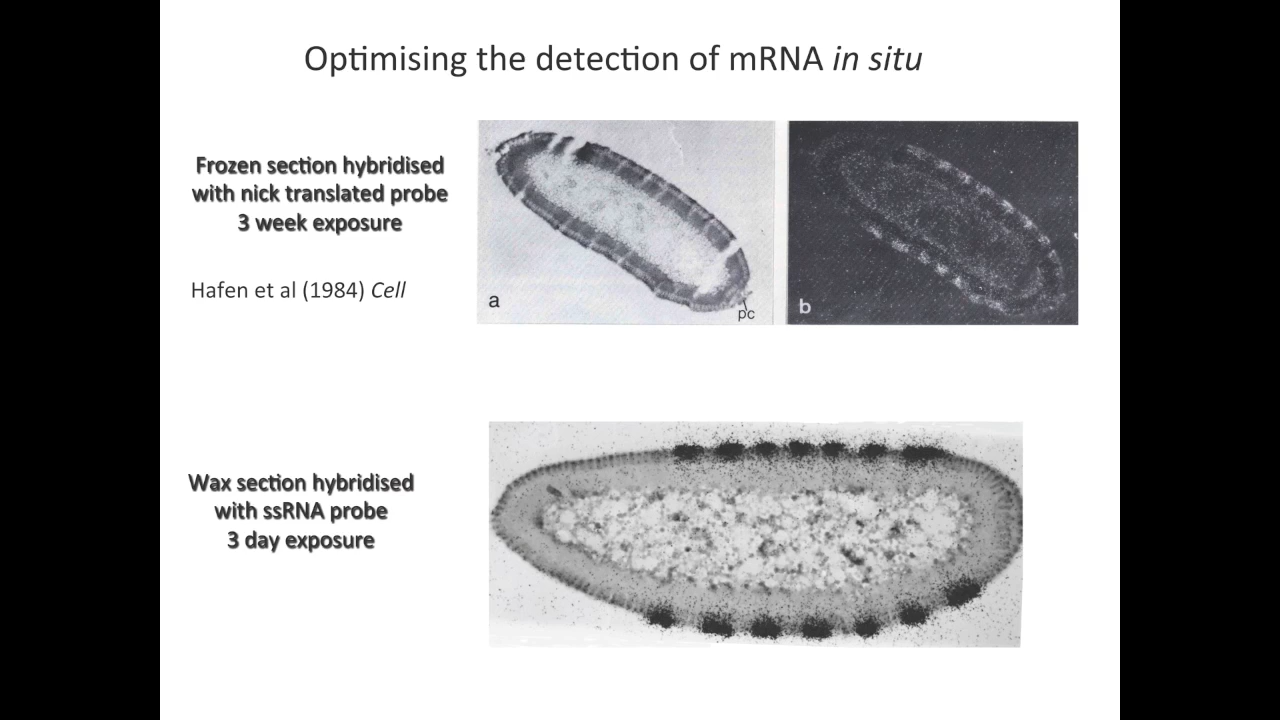 Optimising the detection of mRNA in situ
Frozen section hybridised
with nick translated probe
3 week exposure
Hafen et al (1984) Cell
a
pc
b
Wax section hybridised
with ssRNA probe
3 day exposure